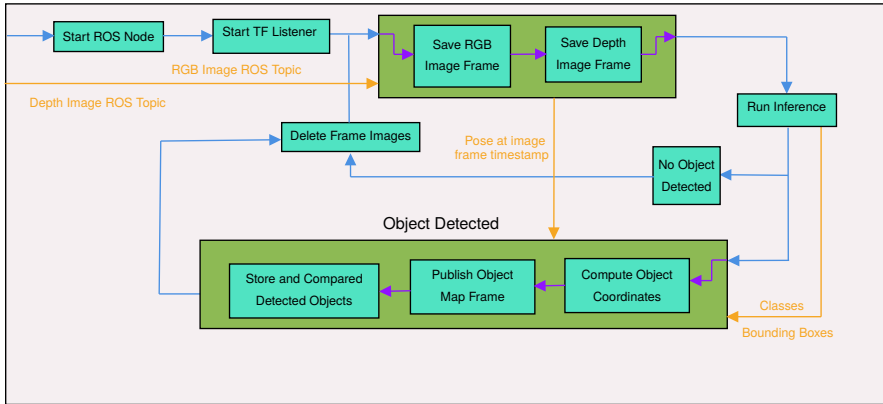 Start ROS Node
Start TF Listener
Save RGB
Image Frame
Save Depth
Image Frame
RGB Image ROS Topic
Depth Image ROS Topic
Run Inference
Delete Frame Images
Pose at image
frame timestamp
No Object
Detected
Object Detected
Store and Compared
Detected Objects
Publish Object
Map Frame
Compute Object
Coordinates
Classes
Bounding Boxes